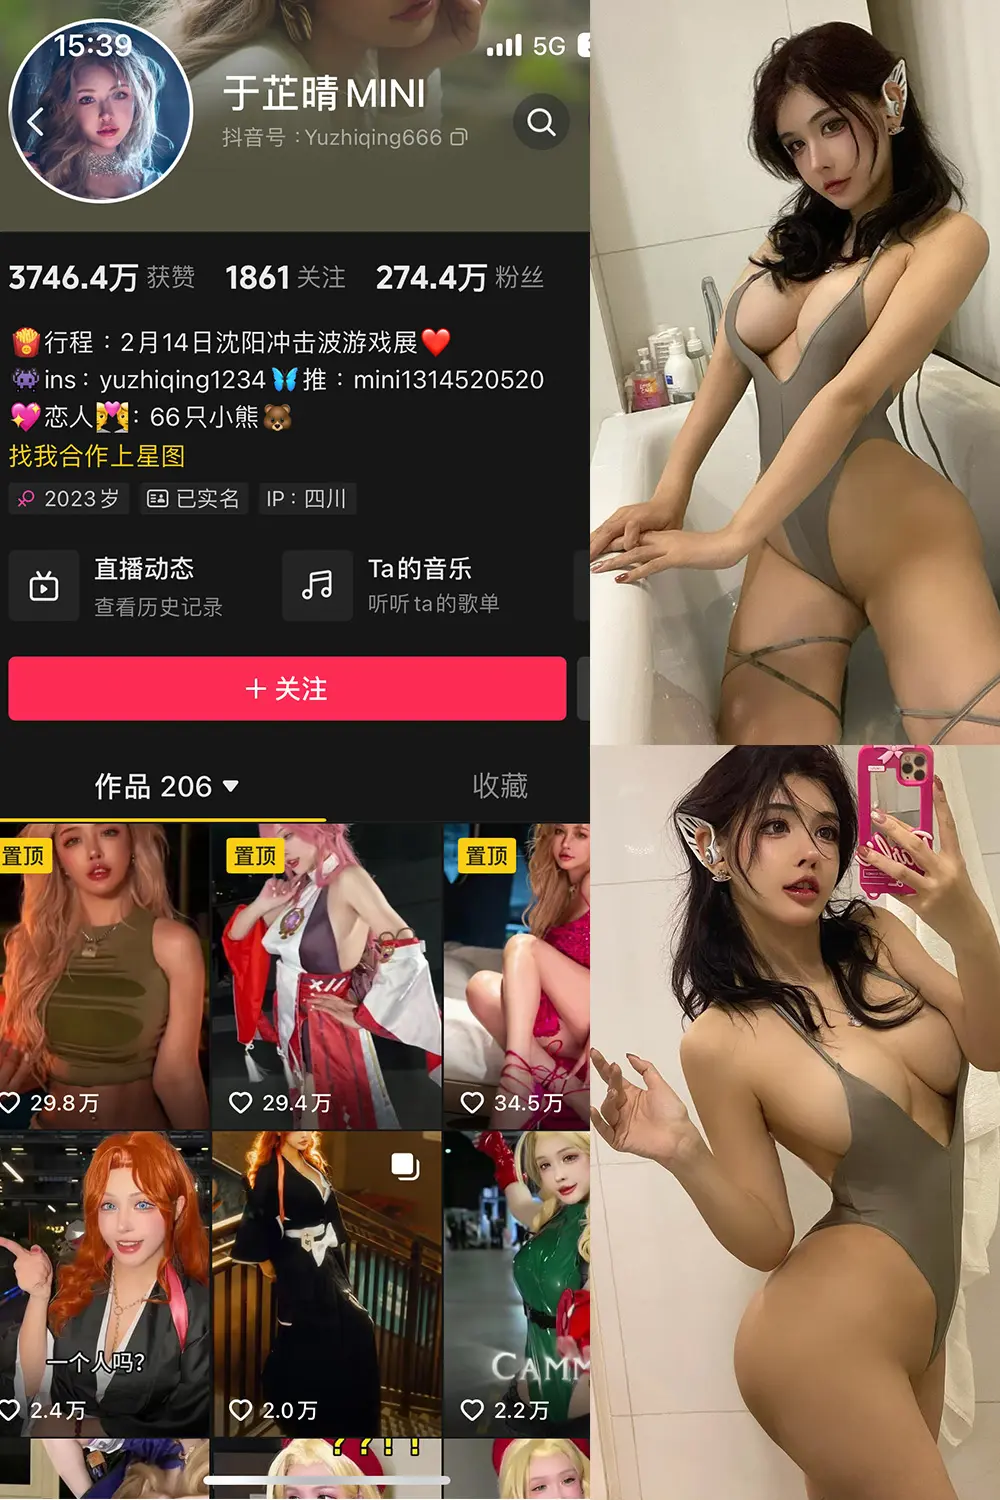 15:39
5G
于芷晴MINI
抖音号：Yuzhiqing666
3746.4万 获赞 1861 关注 274.4万 粉丝
🍟行程：2月14日沈阳冲击波游戏展❤️
👾ins：yuzhiqing1234🦋推：mini1314520520
💖恋人💏：66只小熊🐻
找我合作上星图
2023岁 已实名 IP：四川
直播动态
查看历史记录
Ta的音乐
听听ta的歌单
+ 关注
作品 206 ▼ 收藏
置顶 置顶 置顶
29.8万 29.4万 34.5万
一个人吗?
CAMM
2.4万 2.0万 2.2万
??!!